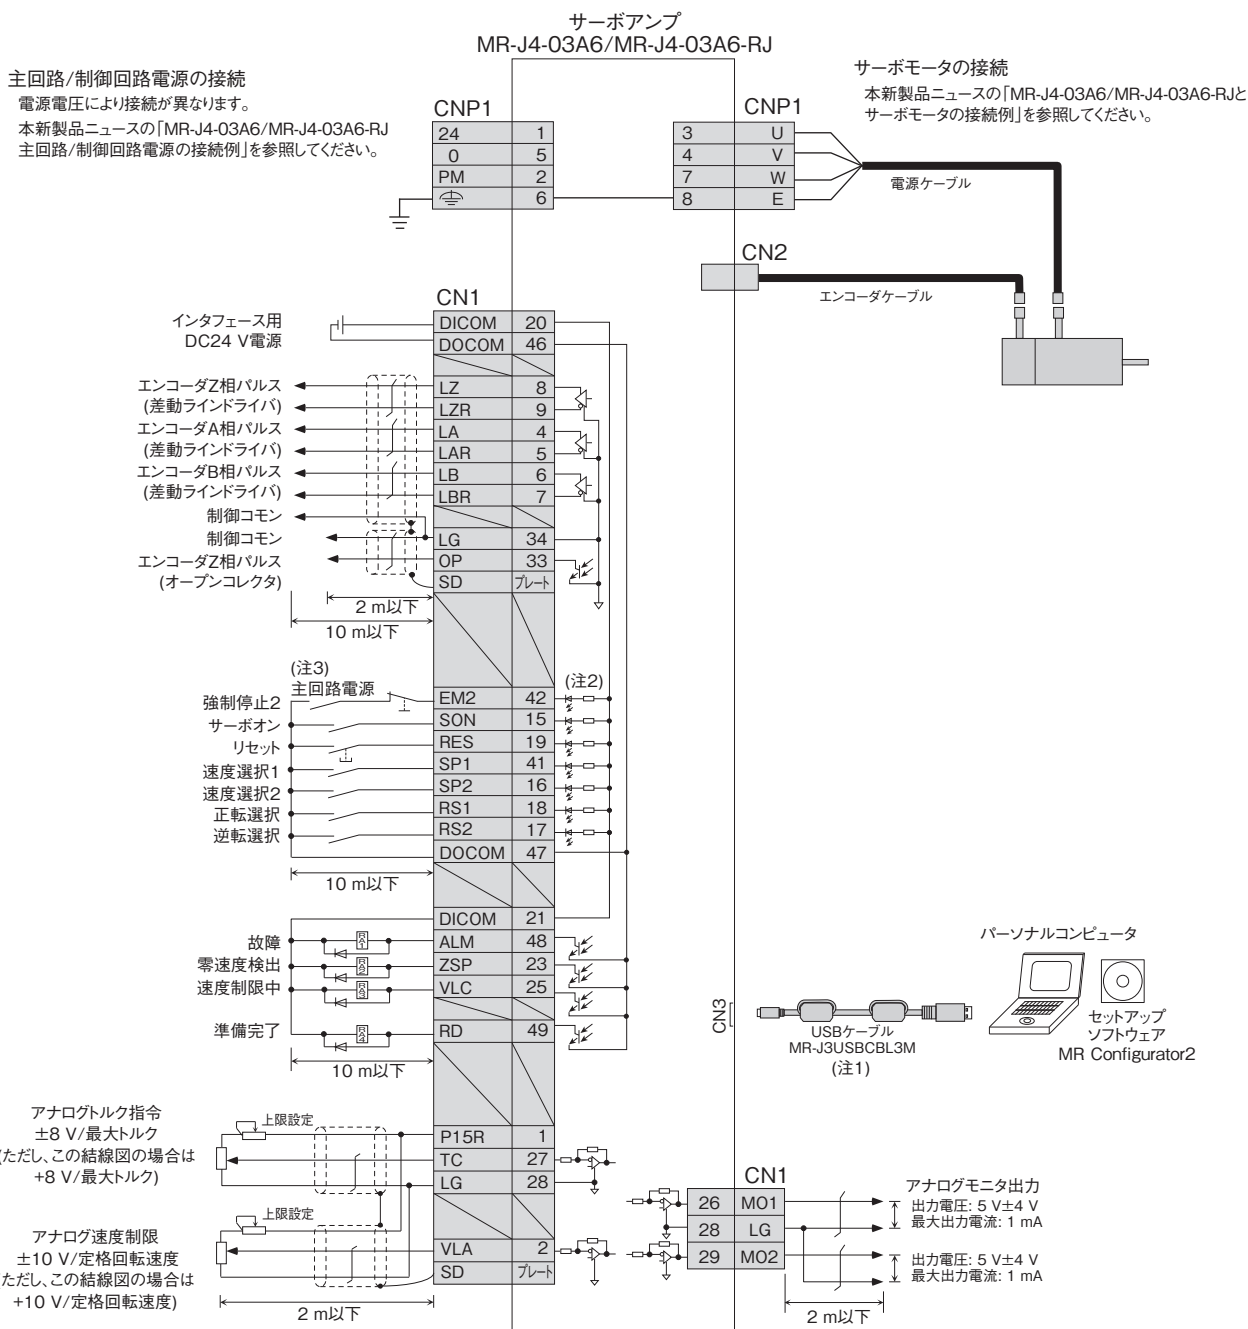 サーボアンプ
MR-J4-03A6/MR-J4-03A6-RJ
主回路/制御回路電源の接続
電源電圧により接続が異なります。
本新製品ニュースの「MR-J4-03A6/MR-J4-03A6-RJ
主回路/制御回路電源の接続例」を参照してください。
サーボモータの接続
本新製品ニュースの「MR-J4-03A6/MR-J4-03A6-RJと
サーボモータの接続例」を参照してください。
CNP1
24 1
0 5
PM 2
6
CNP1
3 U
4 V
7 W
8 E
電源ケーブル
CN2
エンコーダケーブル
CN1
インタフェース用
DC24 V電源
DICOM 20
DOCOM 46
エンコーダZ相パルス
(差動ラインドライバ)
LZ 8
LZR 9
エンコーダA相パルス
(差動ラインドライバ)
LA 4
LAR 5
エンコーダB相パルス
(差動ラインドライバ)
LB 6
LBR 7
制御コモン
制御コモン
LG 34
エンコーダZ相パルス
(オープンコレクタ)
OP 33
SD プレート
2 m以下
10 m以下
(注3)
主回路電源
(注2)
強制停止2 EM2 42
サーボオン SON 15
リセット RES 19
速度選択1 SP1 41
速度選択2 SP2 16
正転選択 RS1 18
逆転選択 RS2 17
DOCOM 47
10 m以下
DICOM 21
故障 RA1 ALM 48
零速度検出 RA2 ZSP 23
速度制限中 RA3 VLC 25
準備完了 RA4 RD 49
10 m以下
CN3
USBケーブル
MR-J3USBCBL3M
(注1)
パーソナルコンピュータ
セットアップ
ソフトウェア
MR Configurator2
アナログトルク指令
±8 V/最大トルク
(ただし、この結線図の場合は
+8 V/最大トルク)
上限設定
P15R 1
TC 27
LG 28
アナログ速度制限
±10 V/定格回転速度
(ただし、この結線図の場合は
+10 V/定格回転速度)
上限設定
VLA 2
SD プレート
2 m以下
CN1
26 MO1
28 LG
29 MO2
アナログモニタ出力
出力電圧: 5 V±4 V
最大出力電流: 1 mA
出力電圧: 5 V±4 V
最大出力電流: 1 mA
2 m以下